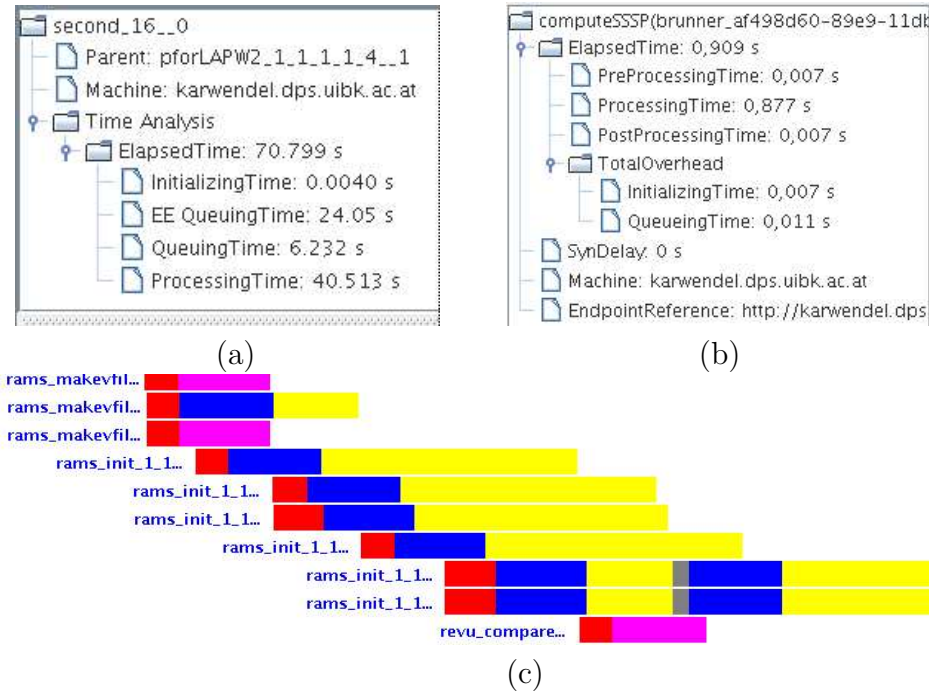 second_16__0
Parent: pforLAPW2_1_1_1_1_4__1
Machine: karwendel.dps.uibk.ac.at
Time Analysis
ElapsedTime: 70.799 s
InitializingTime: 0.0040 s
EE QueuingTime: 24.05 s
QueuingTime: 6.232 s
ProcessingTime: 40.513 s
(a)
computeSSSP(brunner_af498d60-89e9-11db
ElapsedTime: 0,909 s
PreProcessingTime: 0,007 s
Processing­Time: 0,877 s
PostProcessingTime: 0,007 s
TotalOverhead
InitializingTime: 0,007 s
QueueingTime: 0,011 s
SynDelay: 0 s
Machine: karwendel.dps.uibk.ac.at
EndpointReference: http://karwendel.dps
(b)
rams_makevfil...
rams_makevfil...
rams_makevfil...
rams_init_1_1...
rams_init_1_1...
rams_init_1_1...
rams_init_1_1...
rams_init_1_1...
rams_init_1_1...
revu_compare...
(c)